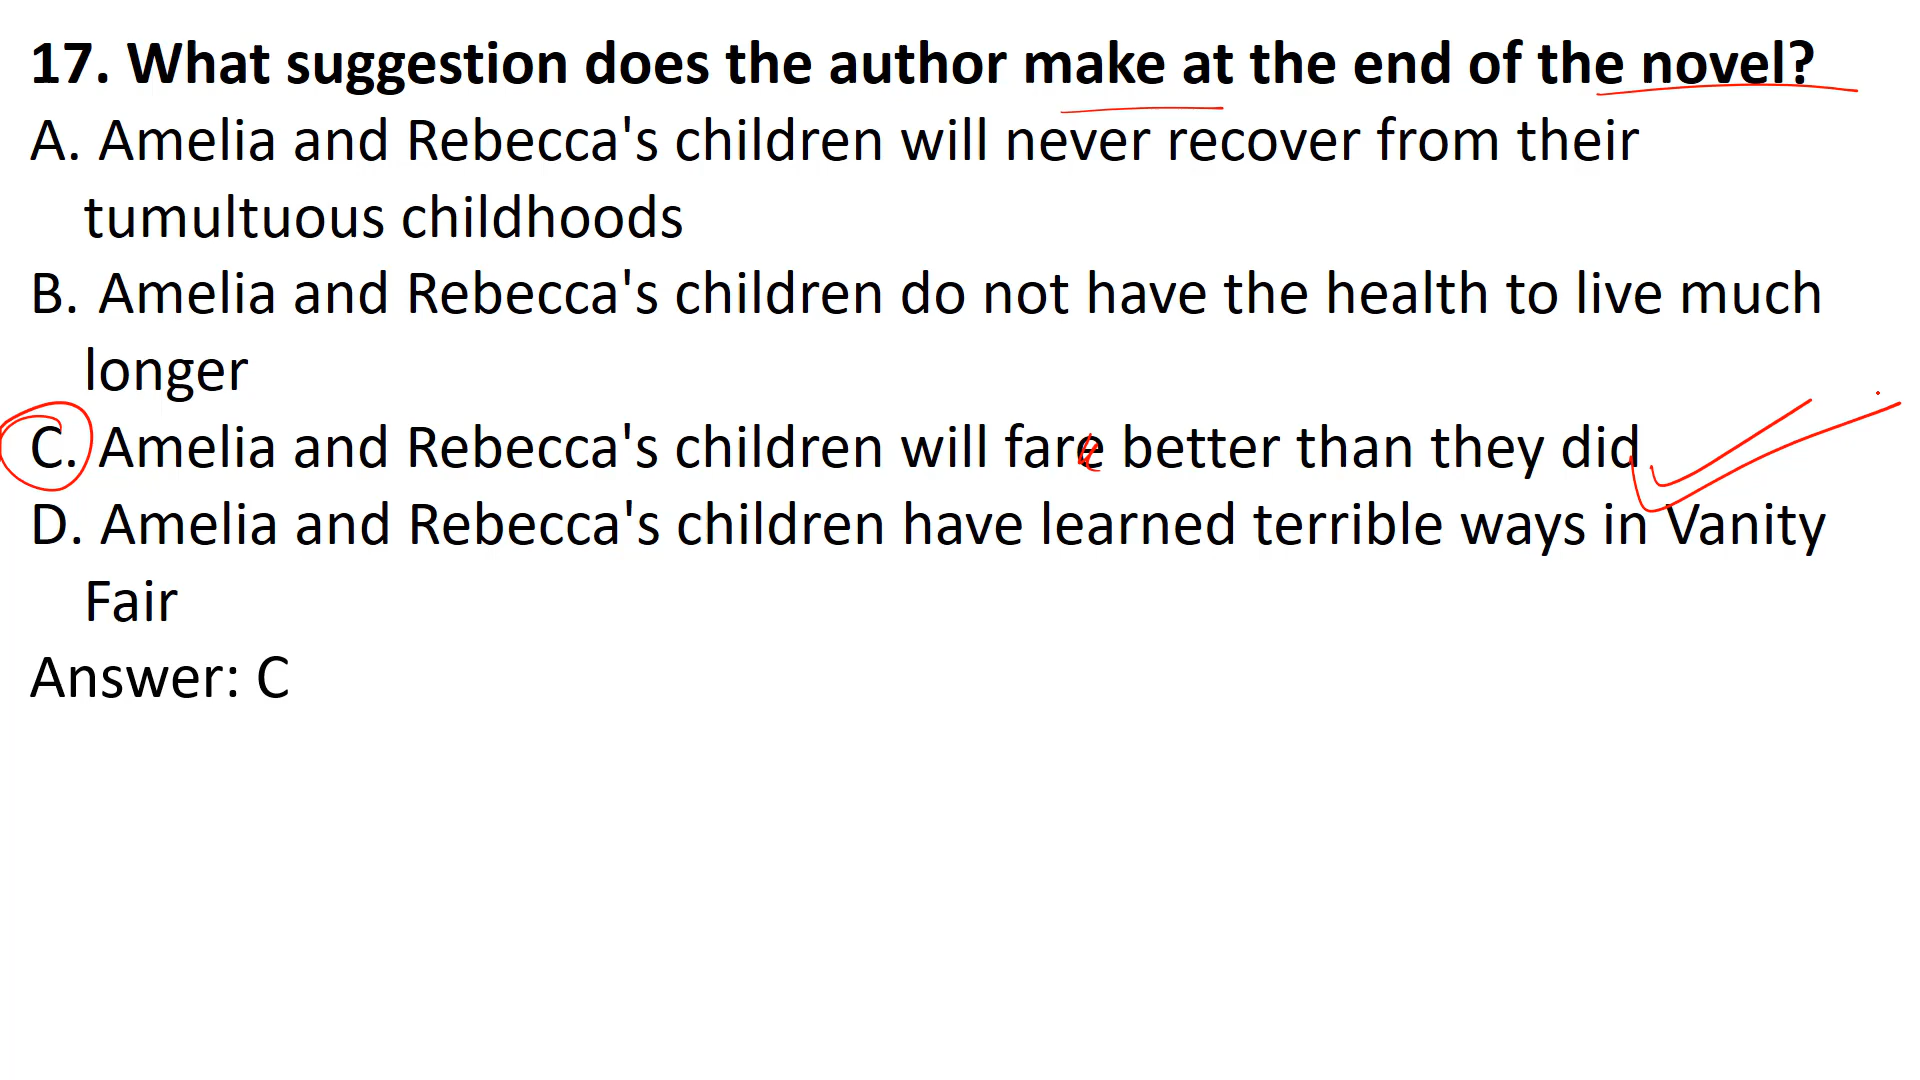 17. What suggestion does the author make at the end of the novel?
A. Amelia and Rebecca's children will never recover from their
tumultuous childhoods
B. Amelia and Rebecca's children do not have the health to live much
longer
C. Amelia and Rebecca's children will fare better than they did
D. Amelia and Rebecca's children have learned terrible ways in Vanity
Fair
Answer: C